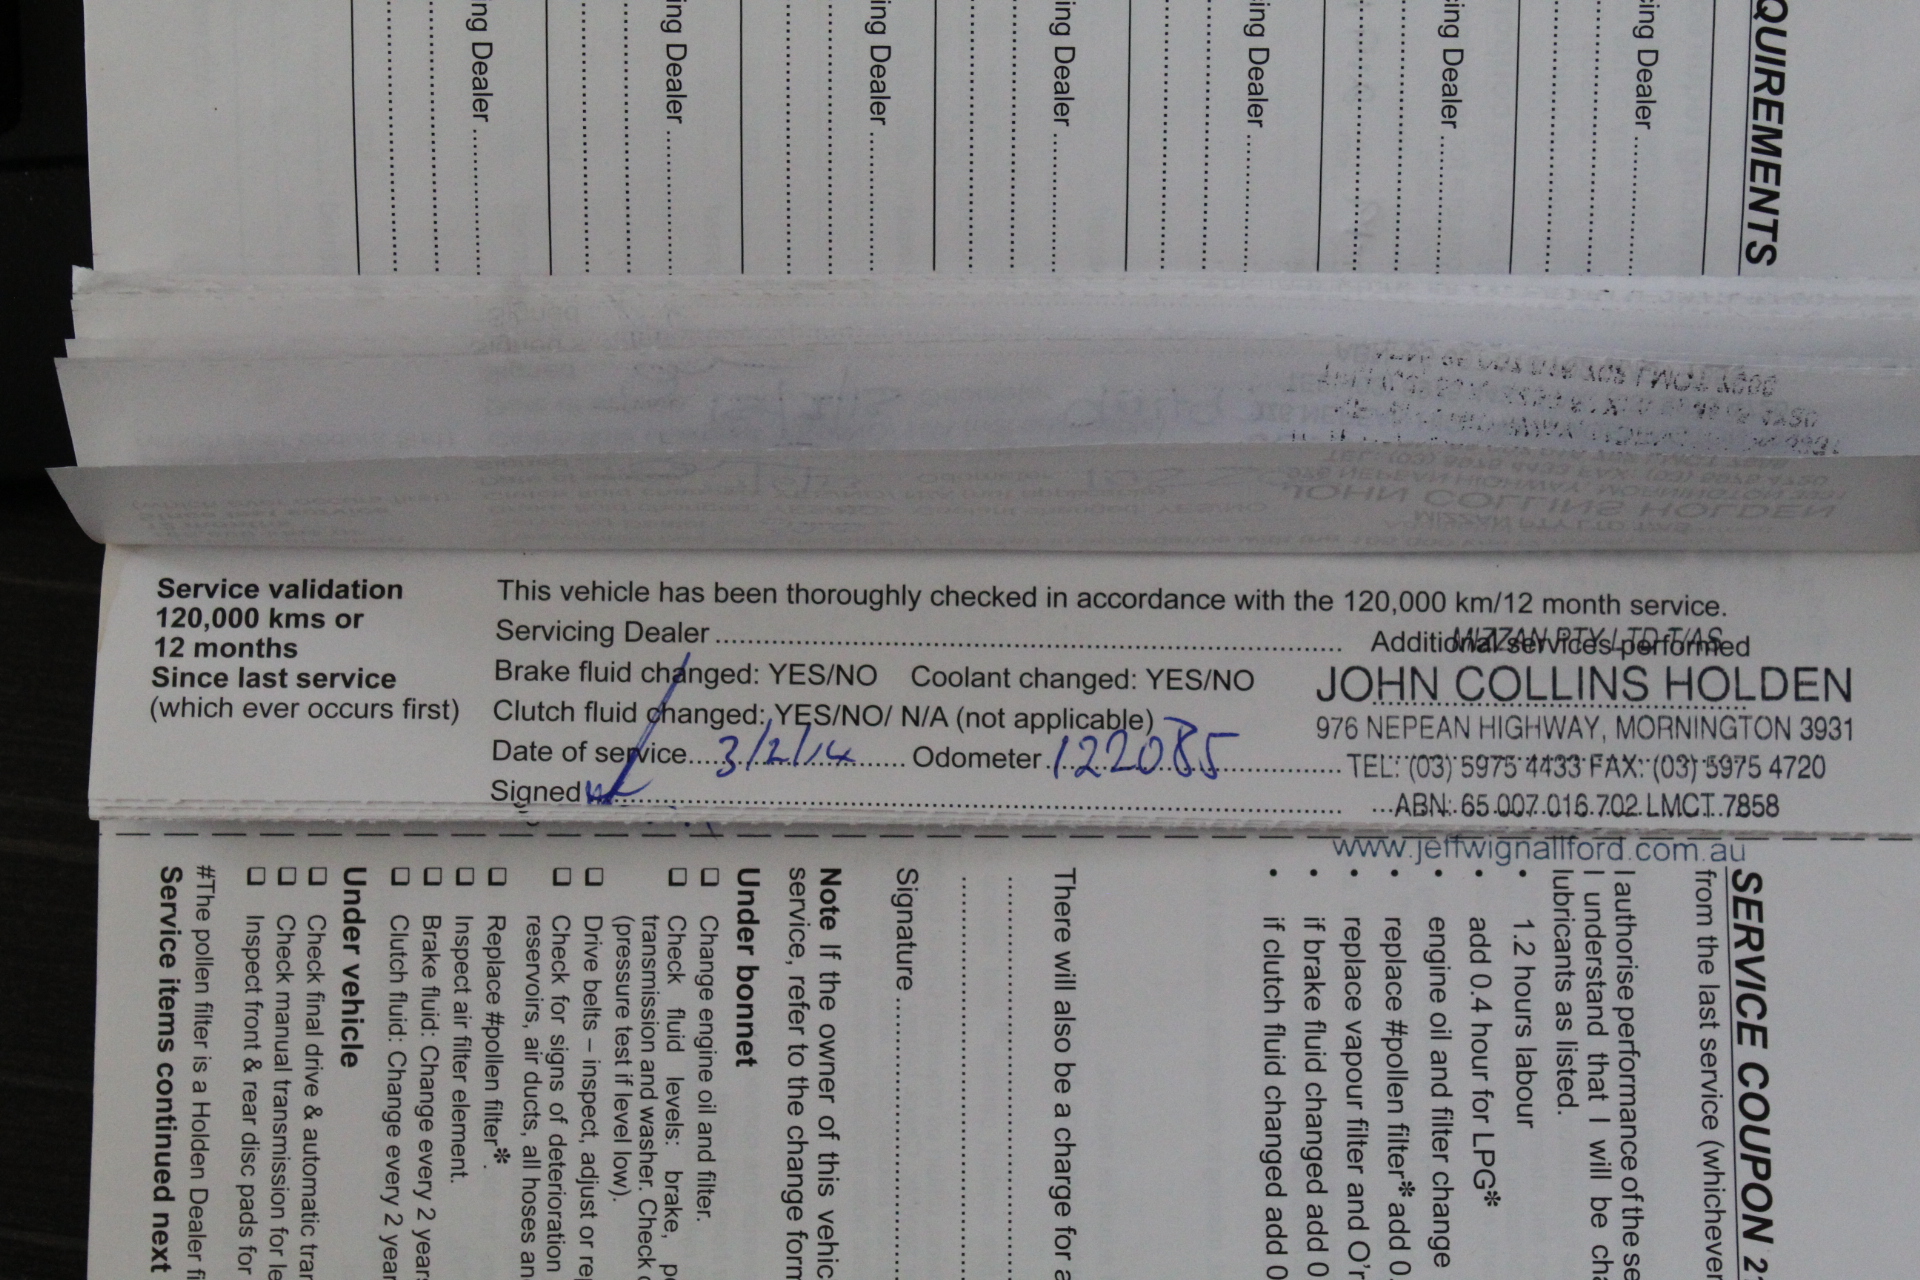 QUIREMENTS
ing Dealer
ing Dealer
ing Dealer
ing Dealer
ing Dealer
ing Dealer
ing Dealer
Service validation
120,000 kms or
12 months
Since last service
(which ever occurs first)
This vehicle has been thoroughly checked in accordance with the 120,000 km/12 month service.
Servicing Dealer
Brake fluid changed: YES/NO Coolant changed: YES/NO
Clutch fluid changed: YES/NO/ N/A (not applicable)
Date of service 3/2/14 Odometer 122085
Signed
Additional services performed
MIZZAN PTY LTD T/AS
JOHN COLLINS HOLDEN
976 NEPEAN HIGHWAY, MORNINGTON 3931
TEL: (03) 5975 4433 FAX: (03) 5975 4720
ABN: 65 007 016 702 LMCT 7858
www.jeffwignallford.com.au
SERVICE COUPON
from the last service (whichever
I authorise performance of the se
I understand that I will be cha
lubricants as listed.
• 1.2 hours labour
• add 0.4 hour for LPG*
• engine oil and filter change
• replace #pollen filter* add 0.
• replace vapour filter and O'r
• if brake fluid changed add 0
• if clutch fluid changed add 0
There will also be a charge for a
Signature
Note If the owner of this vehic
service, refer to the change form
Under bonnet
❏ Change engine oil and filter.
❏ Check fluid levels: brake, po
transmission and washer. Check c
(pressure test if level low).
❏ Drive belts – inspect, adjust or rep
❏ Check for signs of deterioration
reservoirs, air ducts, all hoses an
❏ Replace #pollen filter*.
❏ Inspect air filter element.
❏ Brake fluid: Change every 2 years
❏ Clutch fluid: Change every 2 year
Under vehicle
❏ Check final drive & automatic tran
❏ Check manual transmission for le
❏ Inspect front & rear disc pads for
#The pollen filter is a Holden Dealer fi
Service items continued next